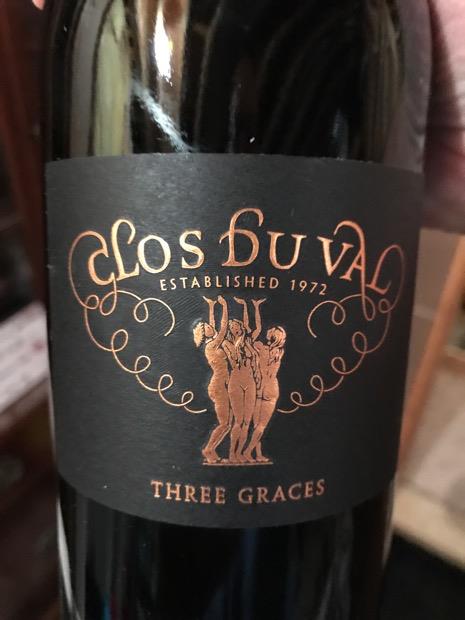 CLOS DU VAL
ESTABLISHED 1972
THREE GRACES